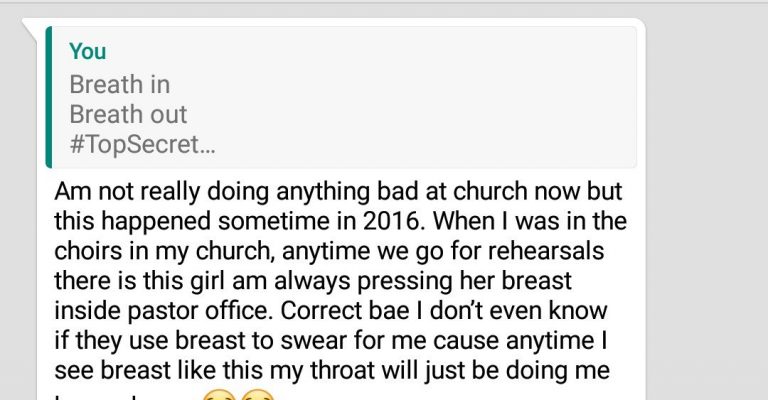 You
Breath in
Breath out
#TopSecret...
Am not really doing anything bad at church now but
this happened sometime in 2016. When I was in the
choirs in my church, anytime we go for rehearsals
there is this girl am always pressing her breast
inside pastor office. Correct bae I don't even know
if they use breast to swear for me cause anytime I
see breast like this my throat will just be doing me